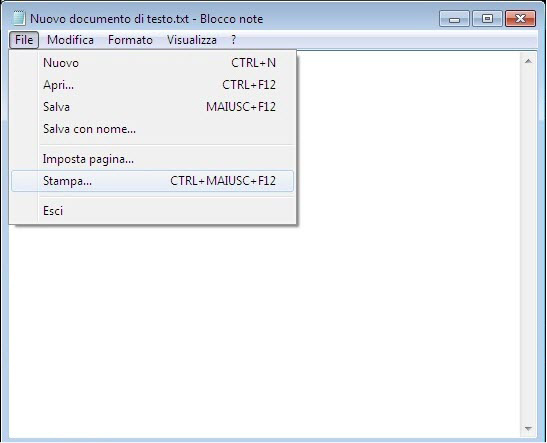 Nuovo documento di testo.txt - Blocco note
File Modifica Formato Visualizza ?
Nuovo CTRL+N
Apri... CTRL+F12
Salva MAIUSC+F12
Salva con nome...
Imposta pagina...
Stampa... CTRL+MAIUSC+F12
Esci